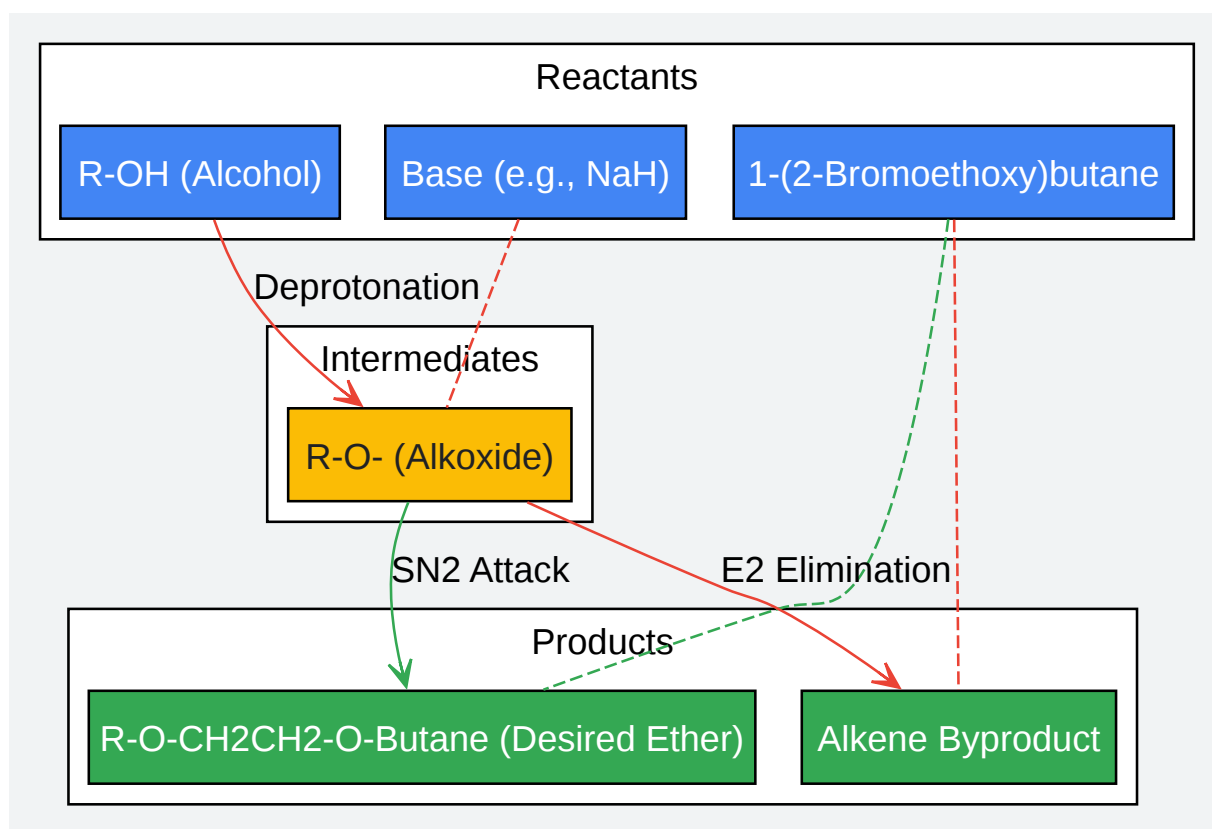 Reactants
R-OH (Alcohol)
Base (e.g., NaH)
1-(2-Bromoethoxy)butane
Deprotonation
Intermediates
R-O- (Alkoxide)
SN2 Attack
E2 Elimination
Products
R-O-CH2CH2-O-Butane (Desired Ether)
Alkene Byproduct